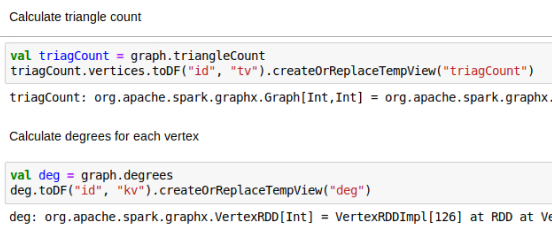 Calculate triangle count
val triagCount = graph.triangleCount
triagCount.vertices.toDF("id", "tv").createOrReplaceTempView("triagCount")
triagCount: org.apache.spark.graphx.Graph[Int,Int] = org.apache.spark.graphx.
Calculate degrees for each vertex
val deg = graph.degrees
deg.toDF("id", "kv").createOrReplaceTempView("deg")
deg: org.apache.spark.graphx.VertexRDD[Int] = VertexRDDImpl[126] at RDD at Ve